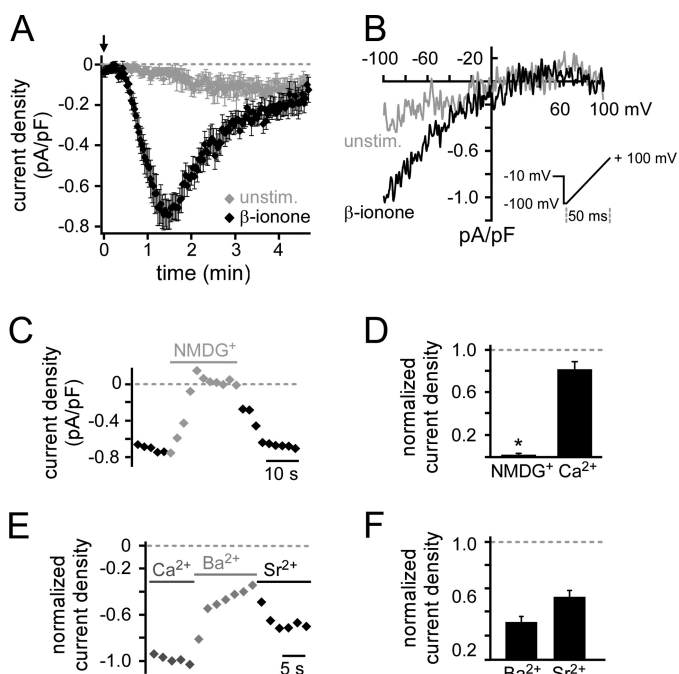 A
0
-0.2
-0.4
-0.6
-0.8
current density
(pA/pF)
unstim.
β-ionone
0 1 2 3 4
time (min)
B
-100 -60 -20
60 100 mV
-0.6
-1.0
pA/pF
unstim.
β-ionone
-10 mV
-100 mV
+ 100 mV
50 ms
C
NMDG+
0
-0.4
-0.8
current density
(pA/pF)
10 s
D
1.0
0.6
0.2
normalized
current density
*
NMDG+ Ca2+
E
0
-0.2
-0.6
-1.0
normalized
current density
Ca2+ Ba2+ Sr2+
5 s
F
1.0
0.6
0.2
normalized
current density
Ba2+ Sr2+